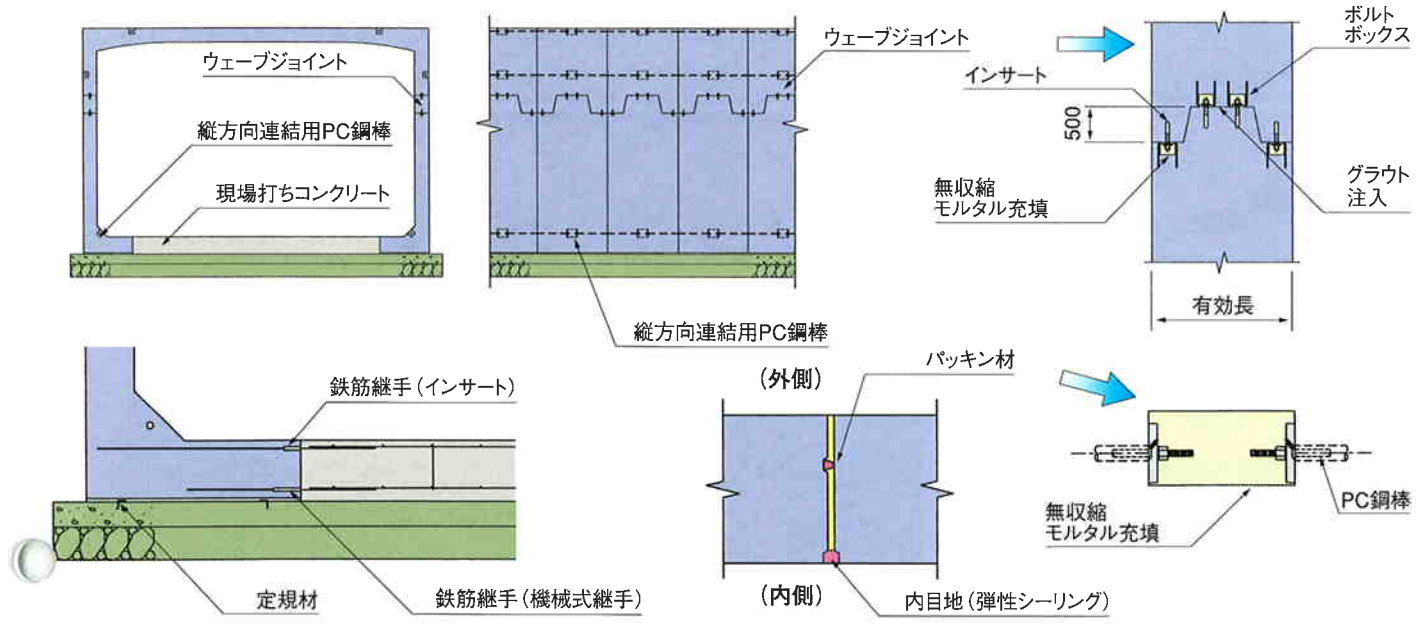 ウェーブジョイント
縦方向連結用PC鋼棒
現場打ちコンクリート
ウェーブジョイント
縦方向連結用PC鋼棒
ボルト
ボックス
インサート
500
無収縮
モルタル充填
グラウト
注入
有効長
鉄筋継手(インサート)
定規材
鉄筋継手(機械式継手)
(外側)
パッキン材
(内側)
内目地(弾性シーリング)
無収縮
モルタル充填
PC鋼棒